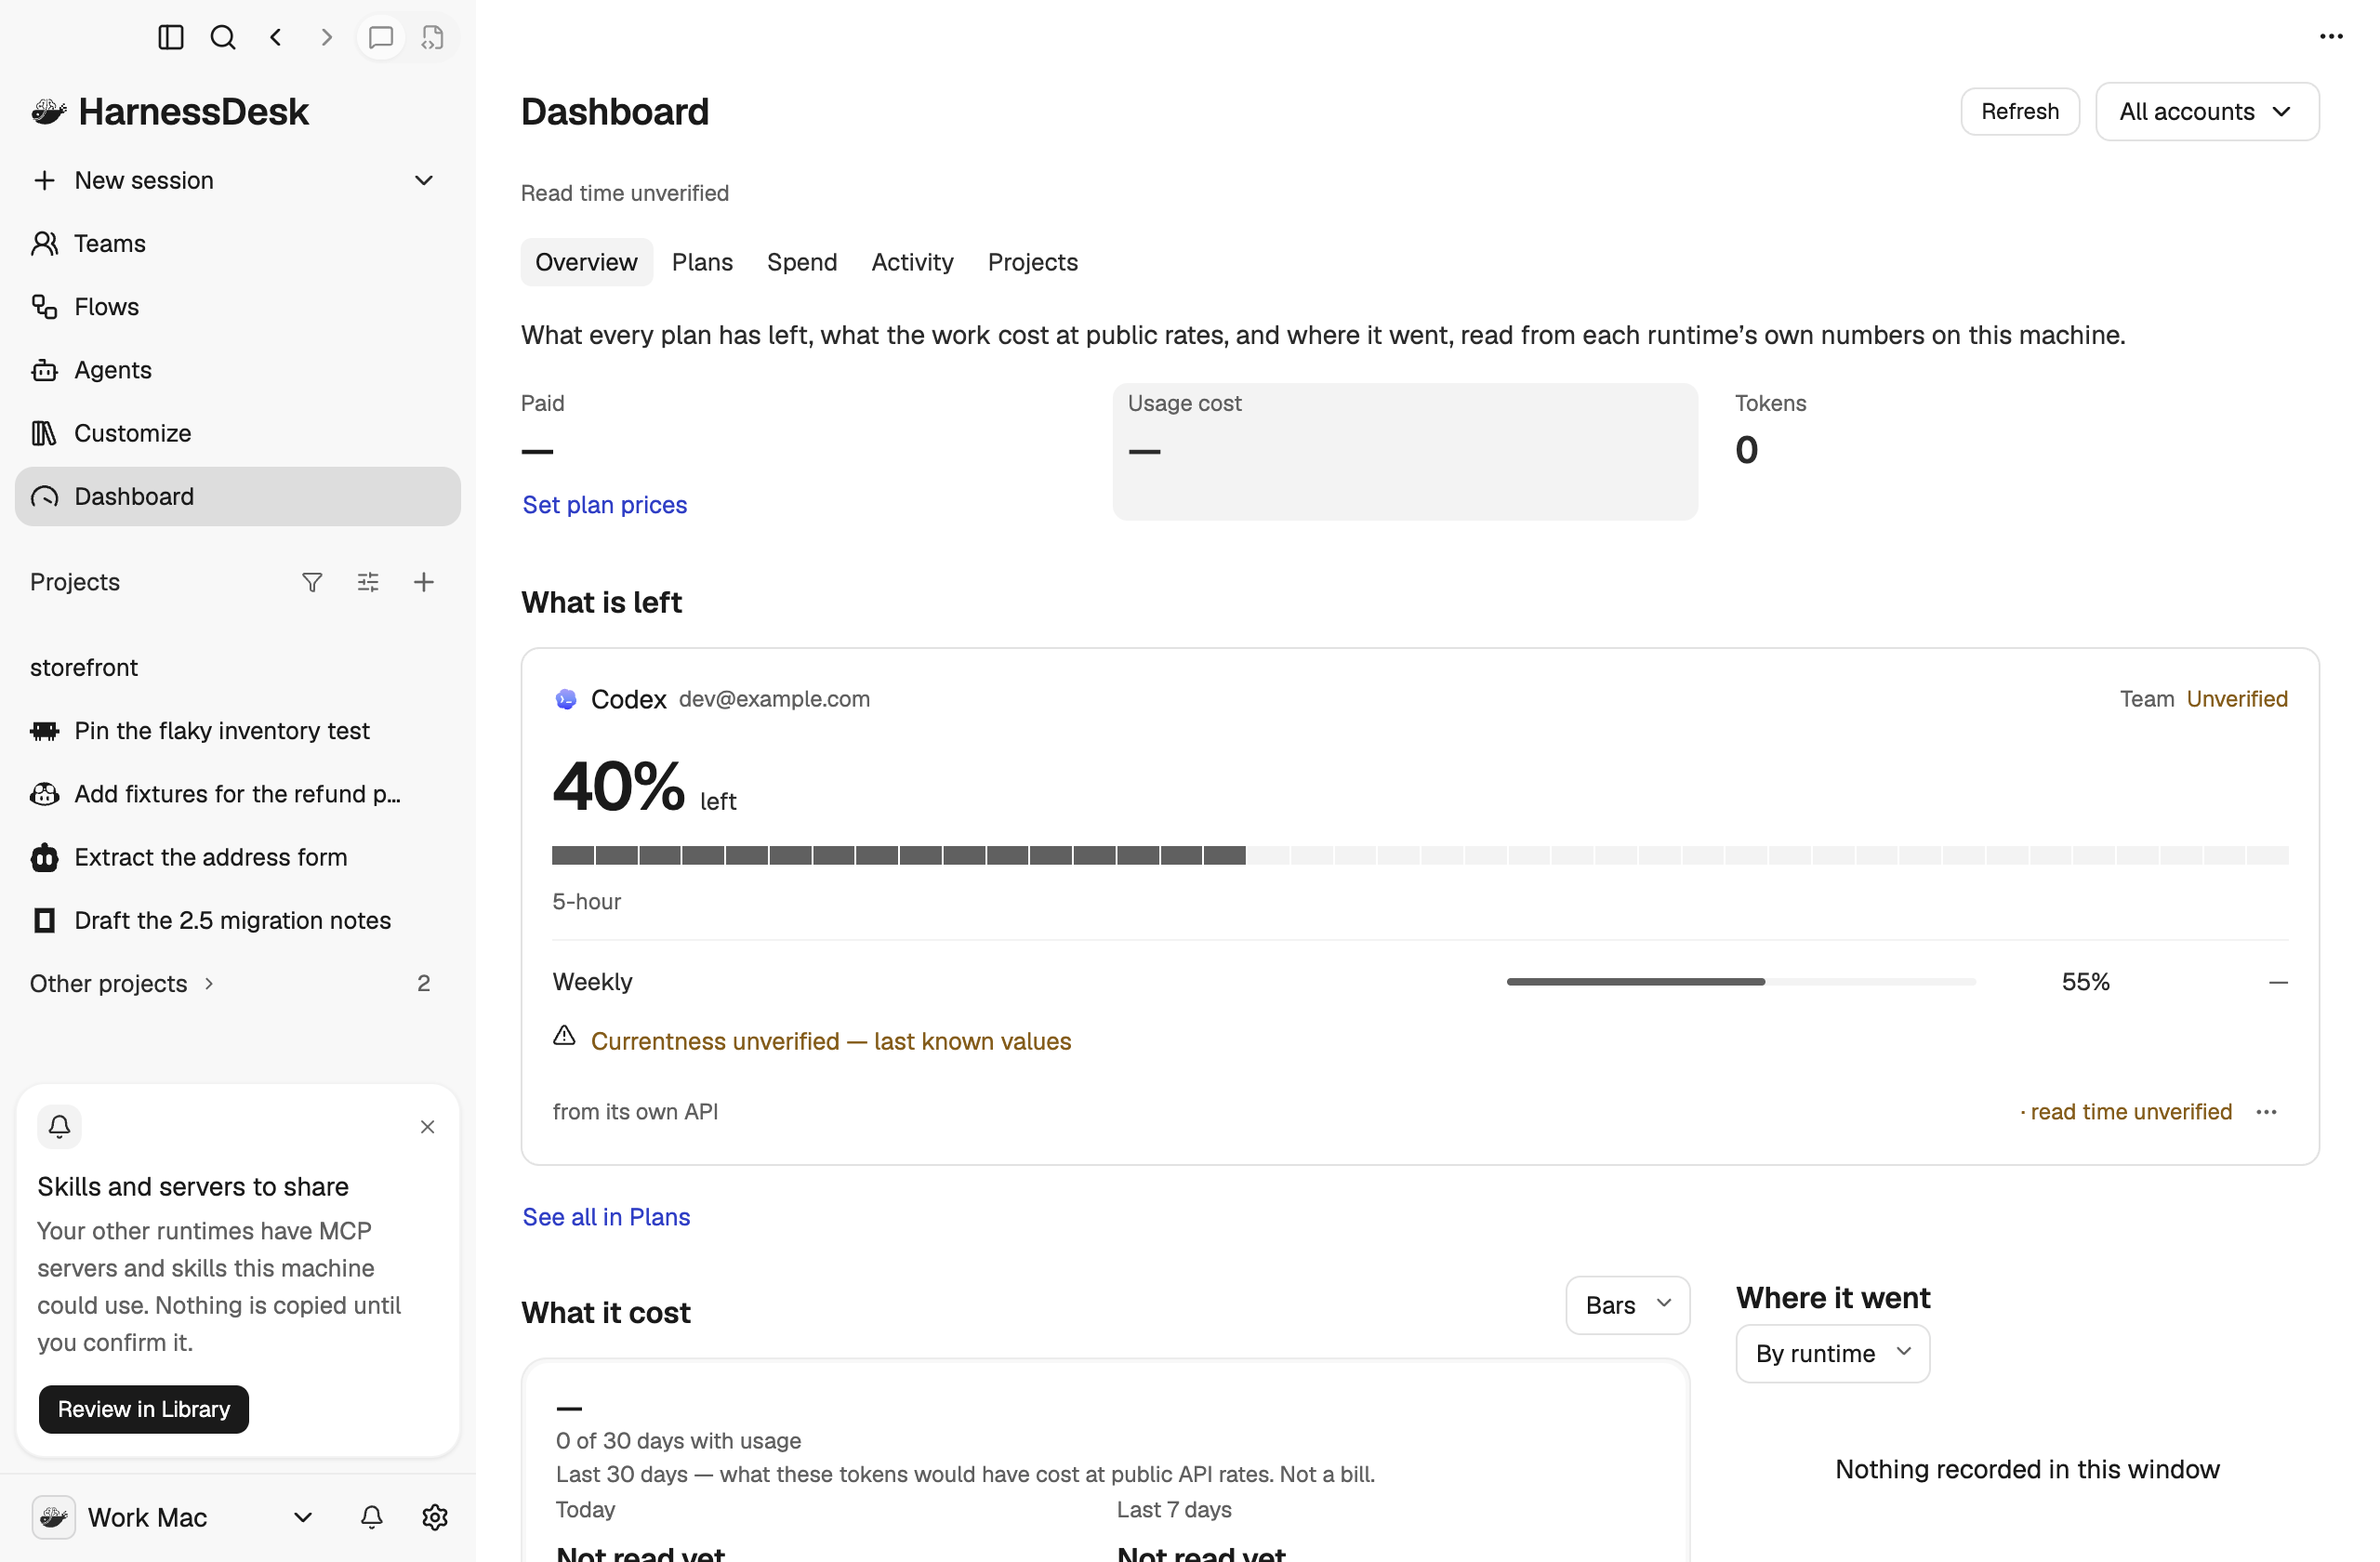 HarnessDesk
New session
Teams
Flows
Agents
Customize
Dashboard
Projects
storefront
Pin the flaky inventory test
Add fixtures for the refund p...
Extract the address form
Draft the 2.5 migration notes
Other projects 2
Skills and servers to share
Your other runtimes have MCP
servers and skills this machine
could use. Nothing is copied until
you confirm it.
Review in Library
Work Mac
Dashboard
Refresh
All accounts
Read time unverified
Overview Plans Spend Activity Projects
What every plan has left, what the work cost at public rates, and where it went, read from each runtime’s own numbers on this machine.
Paid
—
Set plan prices
Usage cost
—
Tokens
0
What is left
Codex dev@example.com
Team Unverified
40% left
5-hour
Weekly 55% —
Currentness unverified — last known values
from its own API
· read time unverified
See all in Plans
What it cost
Bars
—
0 of 30 days with usage
Last 30 days — what these tokens would have cost at public API rates. Not a bill.
Today
Not read yet
Last 7 days
Not read yet
Where it went
By runtime
Nothing recorded in this window